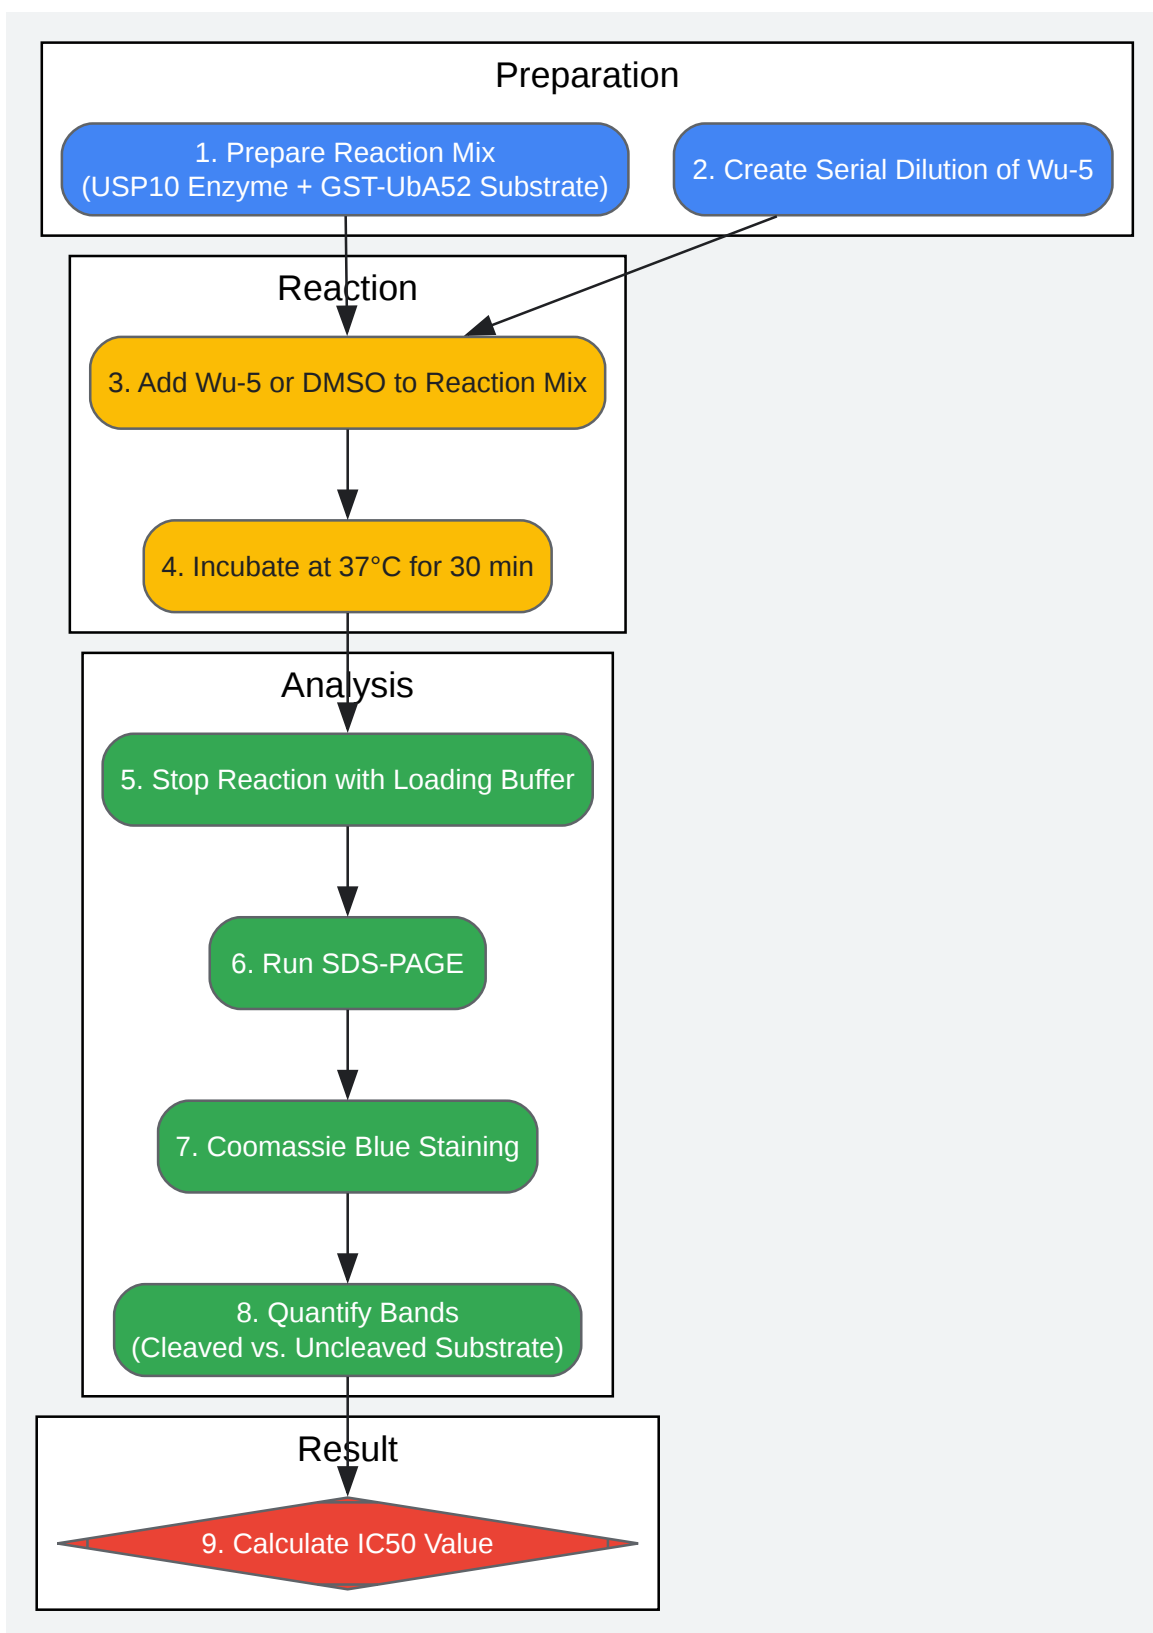 Preparation
1. Prepare Reaction Mix
(USP10 Enzyme + GST-UbA52 Substrate)
2. Create Serial Dilution of Wu-5
Reaction
3. Add Wu-5 or DMSO to Reaction Mix
4. Incubate at 37°C for 30 min
Analysis
5. Stop Reaction with Loading Buffer
6. Run SDS-PAGE
7. Coomassie Blue Staining
8. Quantify Bands
(Cleaved vs. Uncleaved Substrate)
Result
9. Calculate IC50 Value